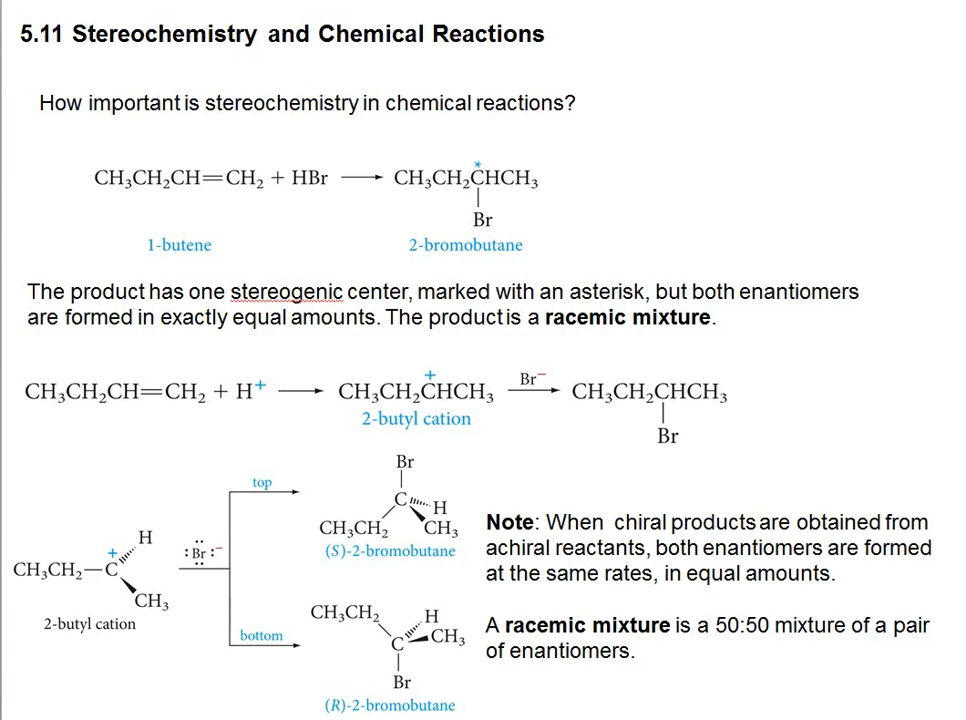 5.11 Stereochemistry and Chemical Reactions
How important is stereochemistry in chemical reactions?
CH₃CH₂CH=CH₂ + HBr ⟶ CH₃CH₂C*HCH₃
Br
1-butene 2-bromobutane
The product has one stereogenic center, marked with an asterisk, but both enantiomers
are formed in exactly equal amounts. The product is a racemic mixture.
CH₃CH₂CH=CH₂ + H⁺ ⟶ CH₃CH₂C⁺HCH₃ Br⁻ ⟶ CH₃CH₂CHCH₃
2-butyl cation
Br
Br
top
C H
CH₃CH₂ CH₃
(S)-2-bromobutane
H
+ :Br:⁻
CH₃CH₂—C
CH₃
2-butyl cation
bottom
CH₃CH₂ H
C CH₃
Br
(R)-2-bromobutane
Note: When chiral products are obtained from
achiral reactants, both enantiomers are formed
at the same rates, in equal amounts.
A racemic mixture is a 50:50 mixture of a pair
of enantiomers.